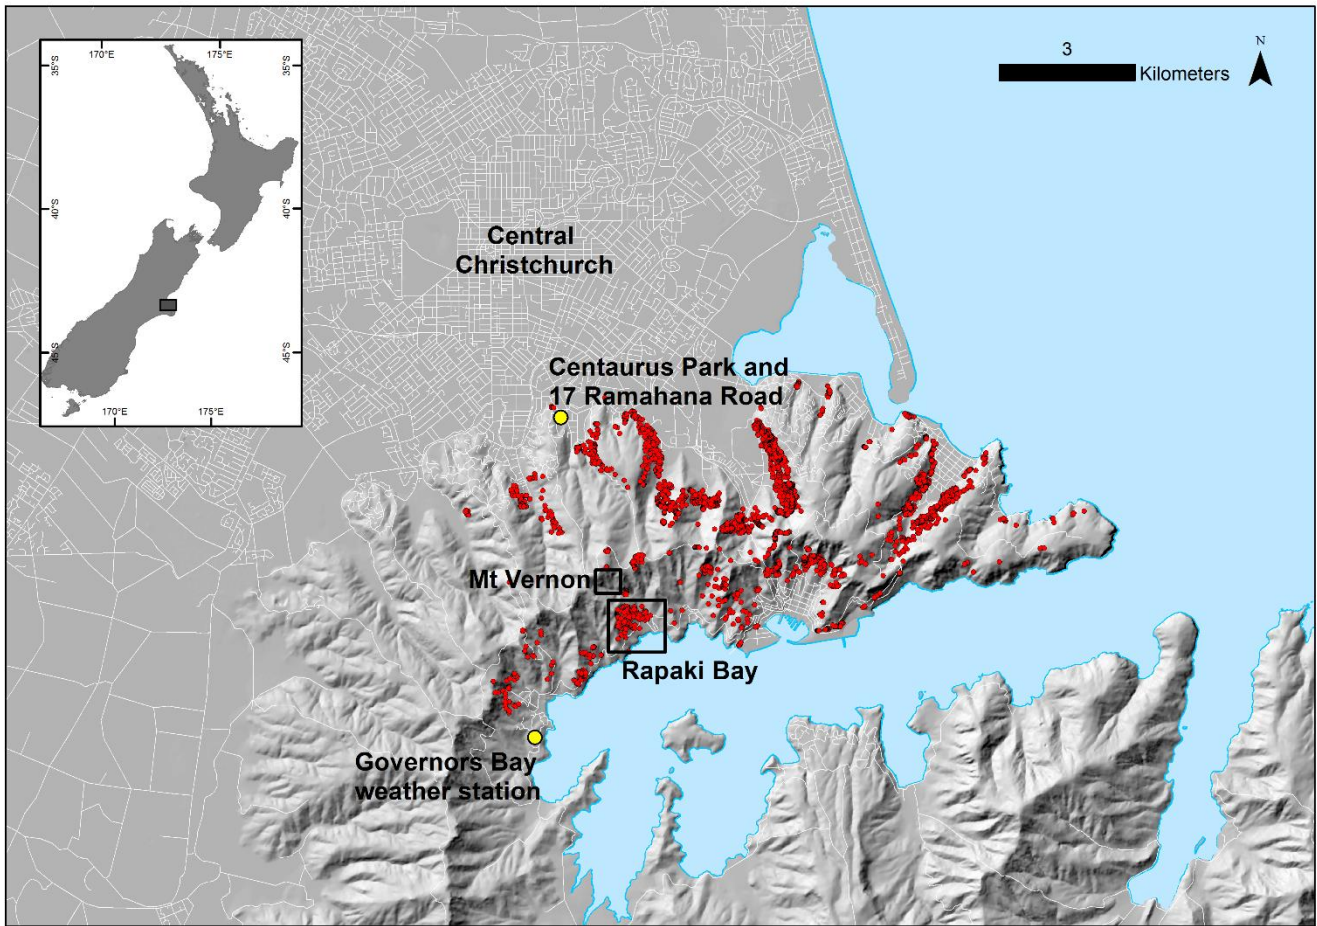 170°E
175°E
35°S
35°S
40°S
40°S
45°S
45°S
170°E
175°E
3
Kilometers
N
Central
Christchurch
Centaurus Park and
17 Ramahana Road
Mt Vernon
Rapaki Bay
Governors Bay
weather station